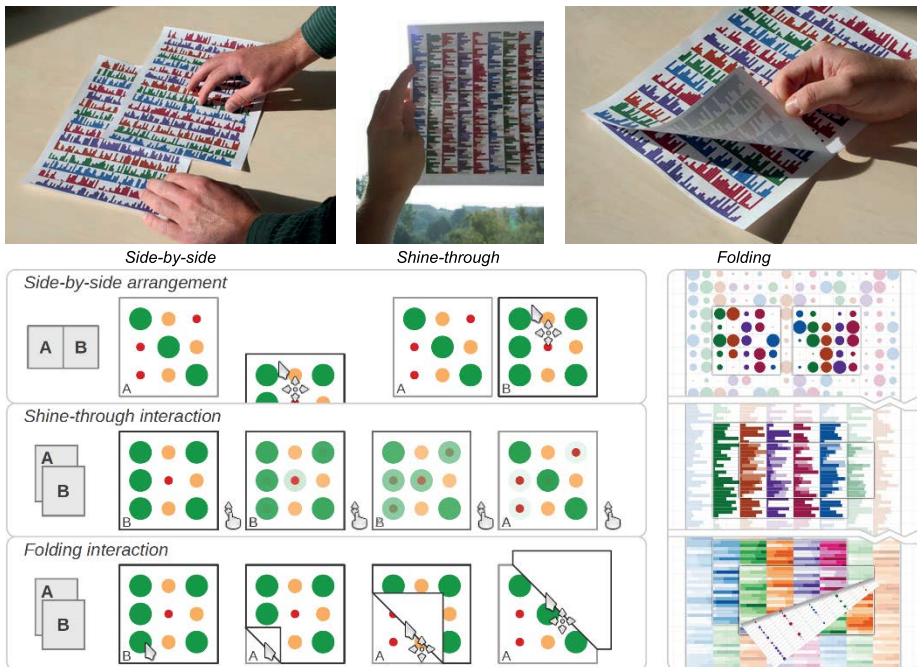 Side-by-side
Shine-through
Folding
Side-by-side arrangement
A B
A
A
B
Shine-through interaction
A
B
B
B
B
A
Folding interaction
A
B
B
A
A
A